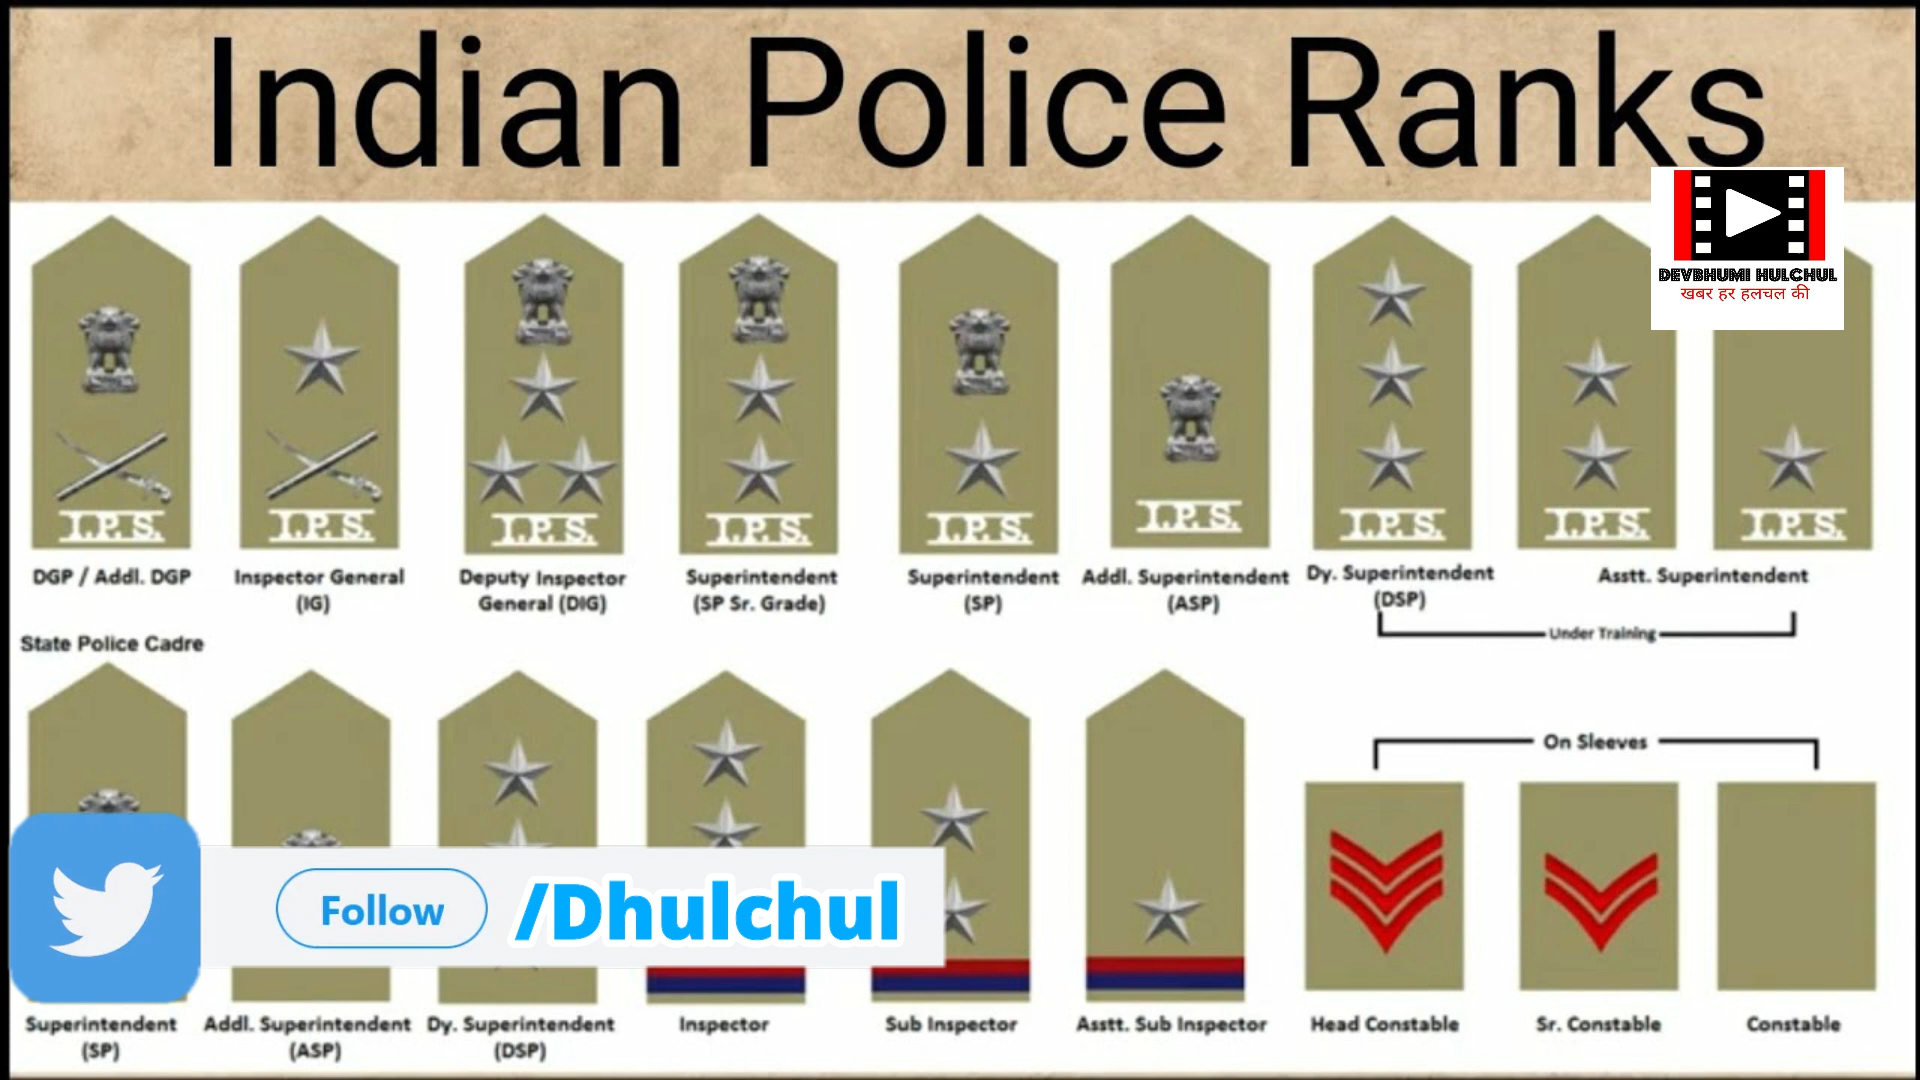 Indian Police Ranks
DEVBHUMI HULCHUL
खबर हर हलचल की
I.P.S. I.P.S. I.P.S. I.P.S. I.P.S. I.P.S. I.P.S. I.P.S. I.P.S.
DGP / Addl. DGP
Inspector General
(IG)
Deputy Inspector
General (DIG)
Superintendent
(SP Sr. Grade)
Superintendent
(SP)
Addl. Superintendent
(ASP)
Dy. Superintendent
(DSP)
Asstt. Superintendent
Under Training
State Police Cadre
On Sleeves
Follow
/Dhulchul
Superintendent
(SP)
Addl. Superintendent
(ASP)
Dy. Superintendent
(DSP)
Inspector
Sub Inspector
Asstt. Sub Inspector
Head Constable
Sr. Constable
Constable